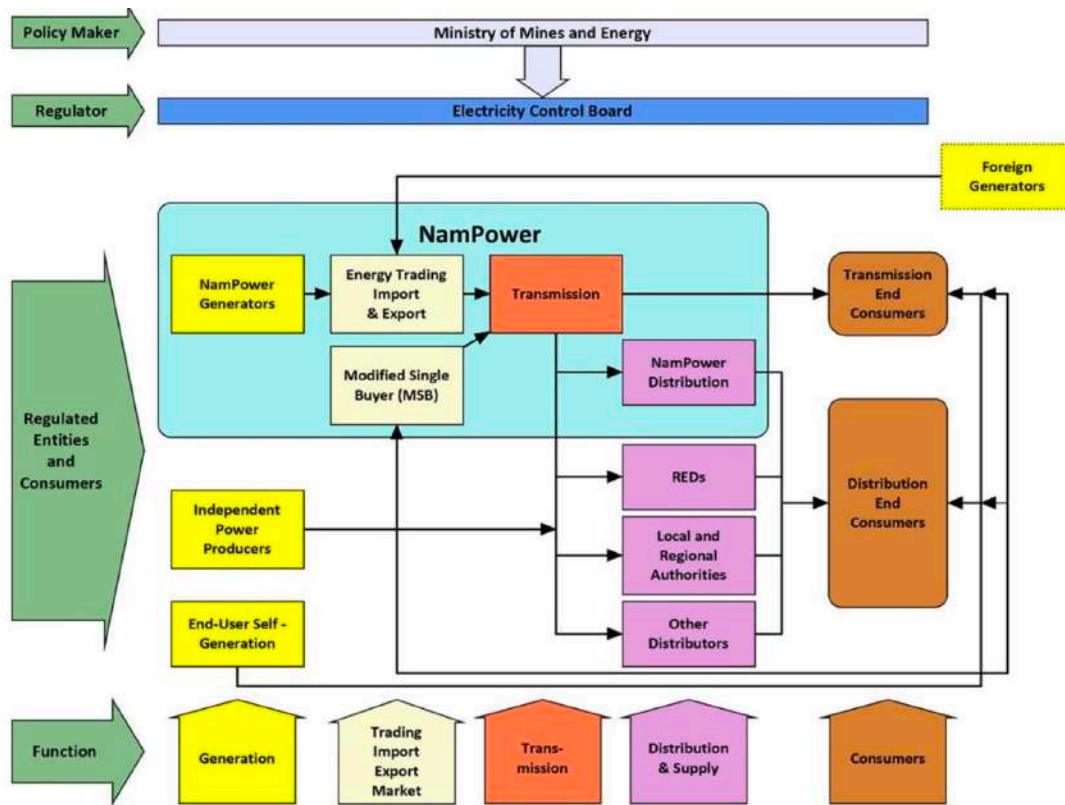 Policy Maker
Ministry of Mines and Energy
Regulator
Electricity Control Board
Foreign
Generators
NamPower
NamPower
Generators
Energy Trading
Import
& Export
Transmission
Transmission
End
Consumers
Modified Single
Buyer (MSB)
NamPower
Distribution
Regulated
Entities
and
Consumers
REDs
Distribution
End
Consumers
Independent
Power
Producers
Local and
Regional
Authorities
End-User Self -
Generation
Other
Distributors
Function
Generation
Trading
Import
Export
Market
Trans-
mission
Distribution
& Supply
Consumers